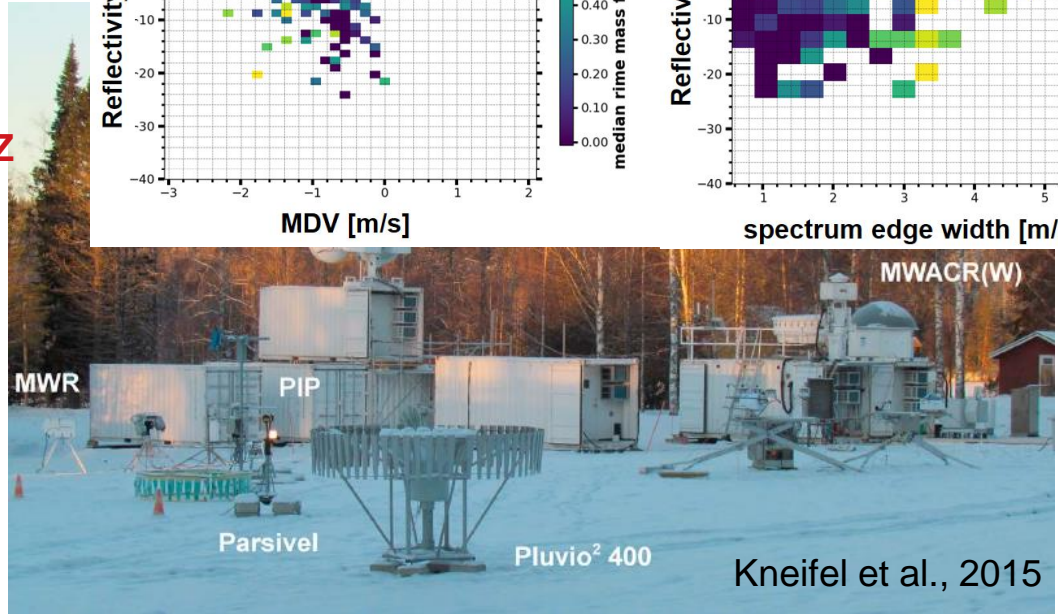 Reflectivity
-10
-20
-30
-40
-3
-2
-1
0
1
2
MDV [m/s]
0.40
0.30
0.20
0.10
0.00
median rime mass
Reflectivi
-10
-20
-30
-40
1
2
3
4
5
spectrum edge width [m/
z
MWACR(W)
MWR
PIP
Parsivel
Pluvio² 400
Kneifel et al., 2015